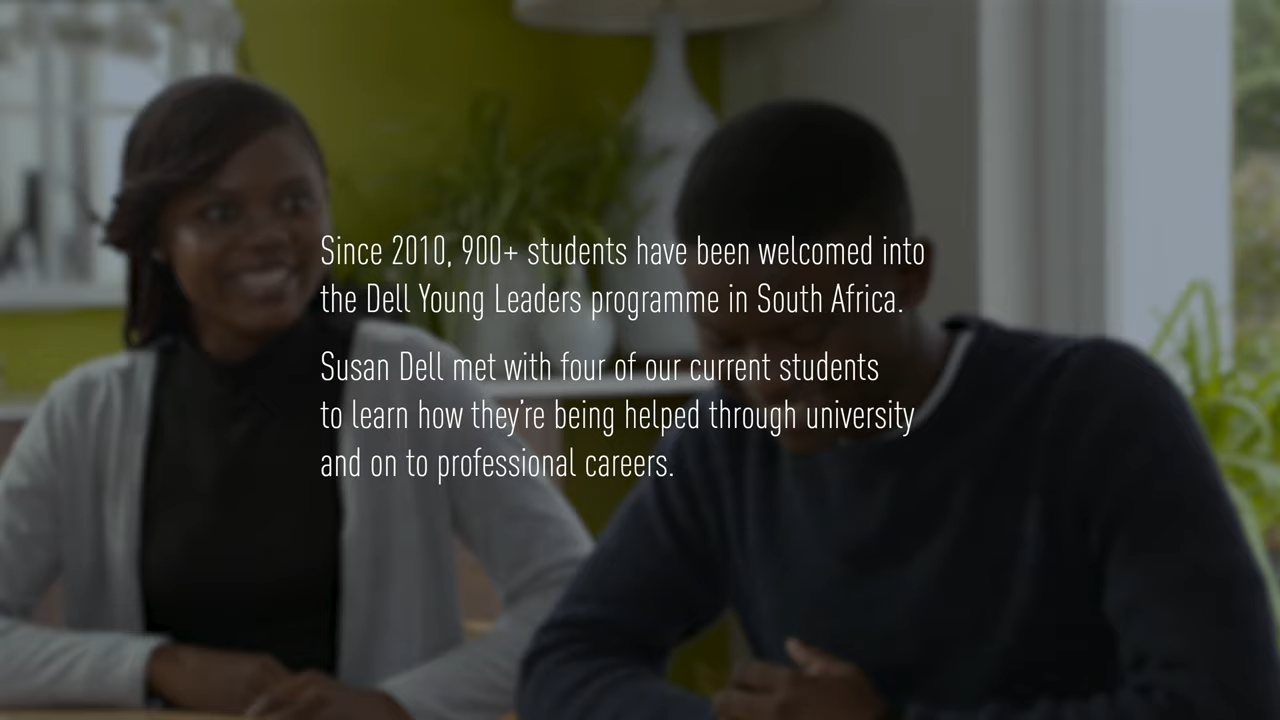 Since 2010, 900+ students have been welcomed into
the Dell Young Leaders programme in South Africa.
Susan Dell met with four of our current students
to learn how they're being helped through university
and on to professional careers.